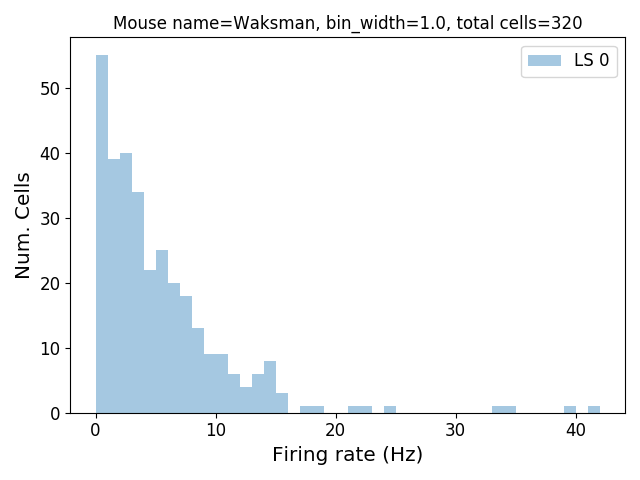 Mouse name=Waksman, bin_width=1.0, total cells=320
LS 0
Num. Cells
50
40
30
20
10
0
0 10 20 30 40
Firing rate (Hz)